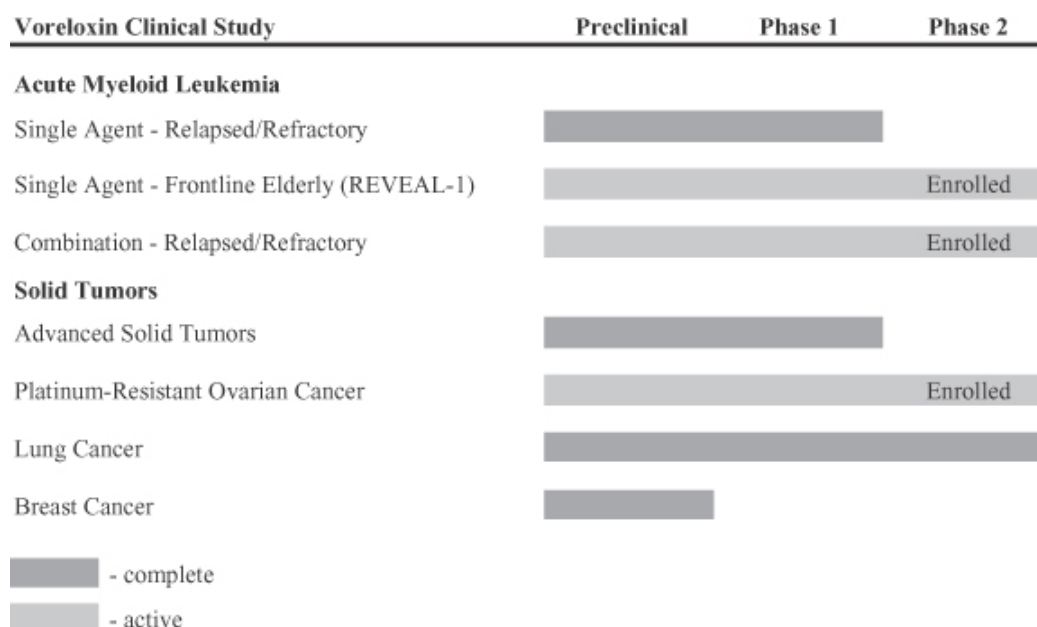 Voreloxin Clinical Study Preclinical Phase 1 Phase 2
Acute Myeloid Leukemia
Single Agent - Relapsed/Refractory
Single Agent - Frontline Elderly (REVEAL-1) Enrolled
Combination - Relapsed/Refractory Enrolled
Solid Tumors
Advanced Solid Tumors
Platinum-Resistant Ovarian Cancer Enrolled
Lung Cancer
Breast Cancer
- complete
- active